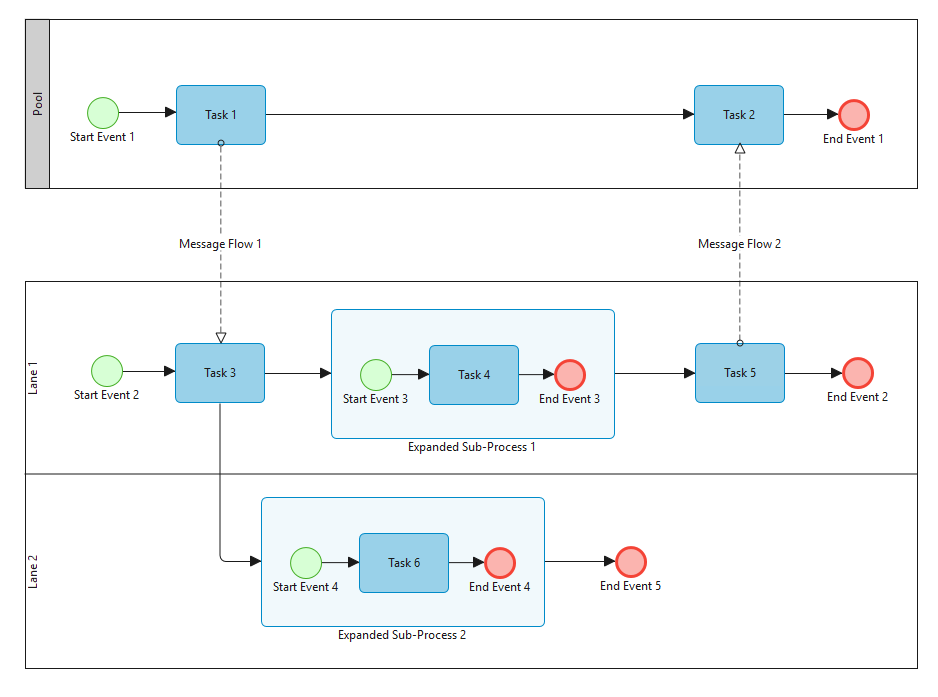 Pool
Start Event 1
Task 1
Task 2
End Event 1
Message Flow 1
Message Flow 2
Lane 1
Start Event 2
Task 3
Start Event 3
Task 4
End Event 3
Expanded Sub-Process 1
Task 5
End Event 2
Lane 2
Start Event 4
Task 6
End Event 4
Expanded Sub-Process 2
End Event 5